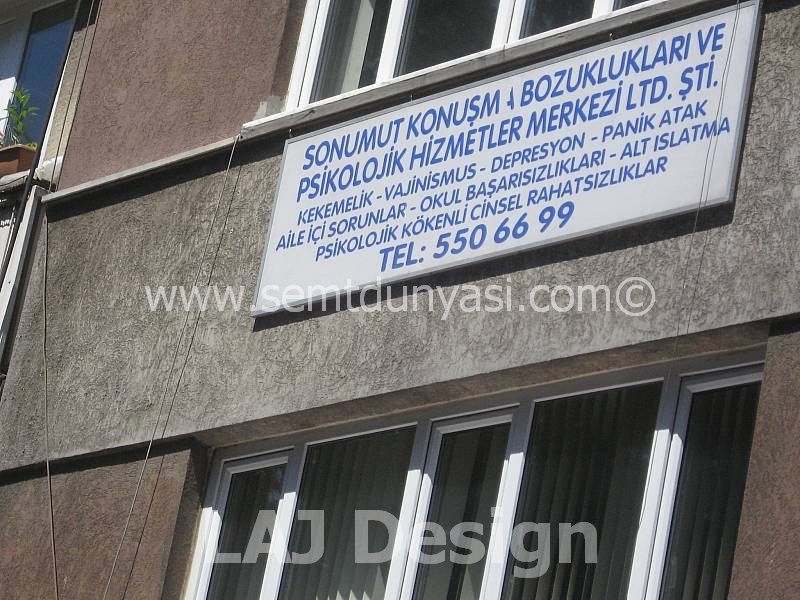 SONUMUT KONUŞMA BOZUKLUKLARI VE
PSİKOLOJİK HİZMETLER MERKEZİ LTD. ŞTİ.
KEKEMELİK - VAJİNİSMUS - DEPRESYON - PANİK ATAK
AİLE İÇİ SORUNLAR - OKUL BAŞARISIZLIKLARI - ALT ISLATMA
PSİKOLOJİK KÖKENLİ CİNSEL RAHATSIZLIKLAR
TEL: 550 66 99
www.semtdunyasi.com©
LAJ Design